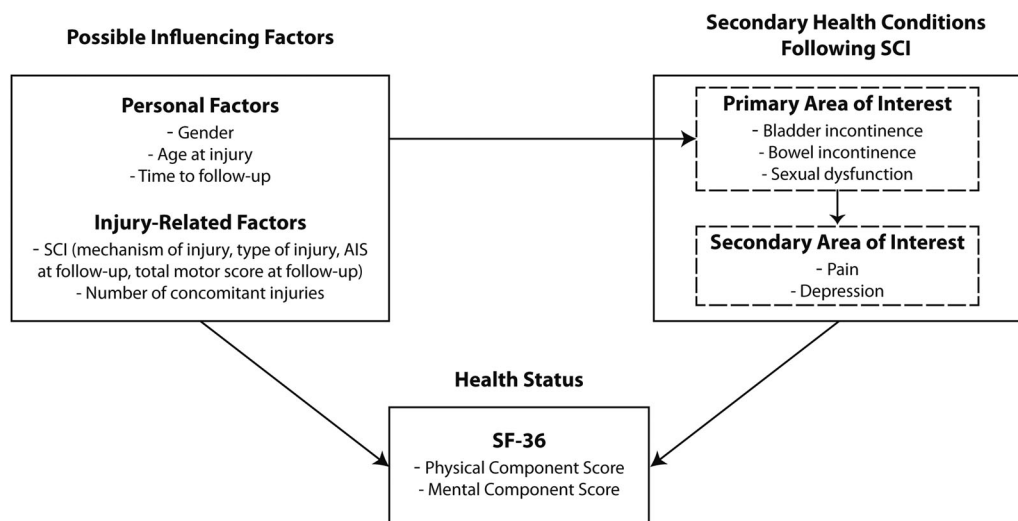 Possible Influencing Factors
Personal Factors
- Gender
- Age at injury
- Time to follow-up
Injury-Related Factors
- SCI (mechanism of injury, type of injury, AIS
at follow-up, total motor score at follow-up)
- Number of concomitant injuries
Secondary Health Conditions
Following SCI
Primary Area of Interest
- Bladder incontinence
- Bowel incontinence
- Sexual dysfunction
Secondary Area of Interest
- Pain
- Depression
Health Status
SF-36
- Physical Component Score
- Mental Component Score